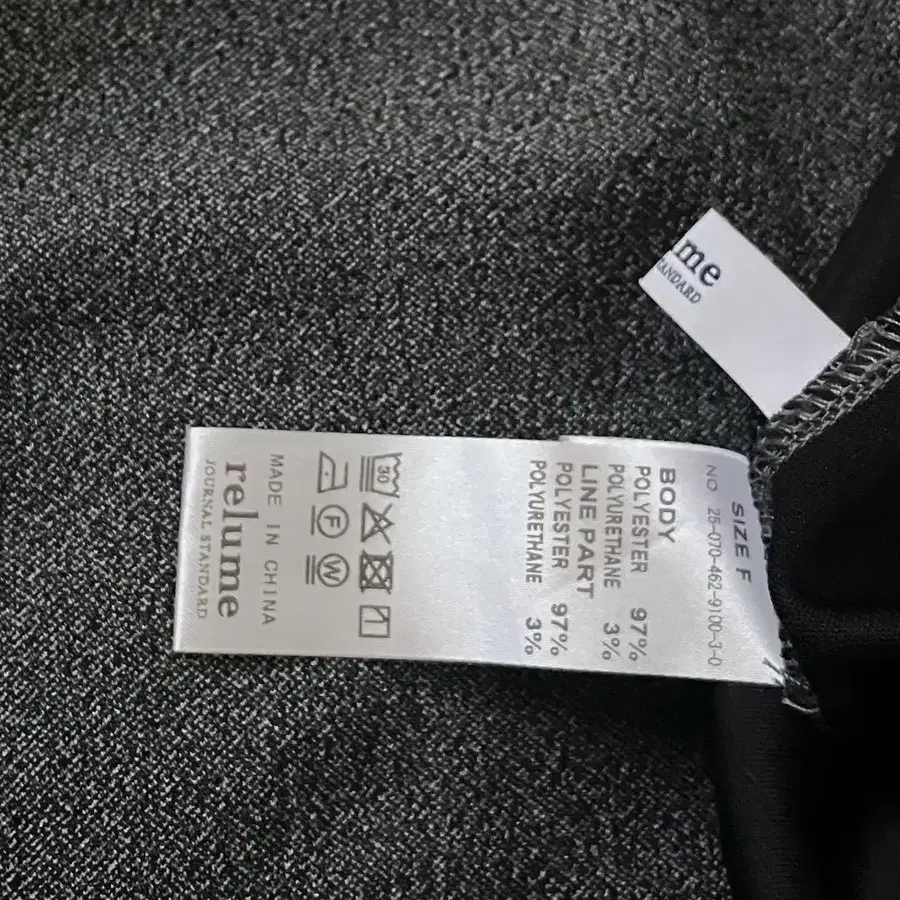 SIZE F
NO 25-070-462-9100-3-0
BODY
POLYESTER 97%
POLYURETHANE 3%
LINE PART
POLYESTER 97%
POLYURETHANE 3%
30
F W
MADE IN CHINA
relume
JOURNAL STANDARD
me
TANDARD